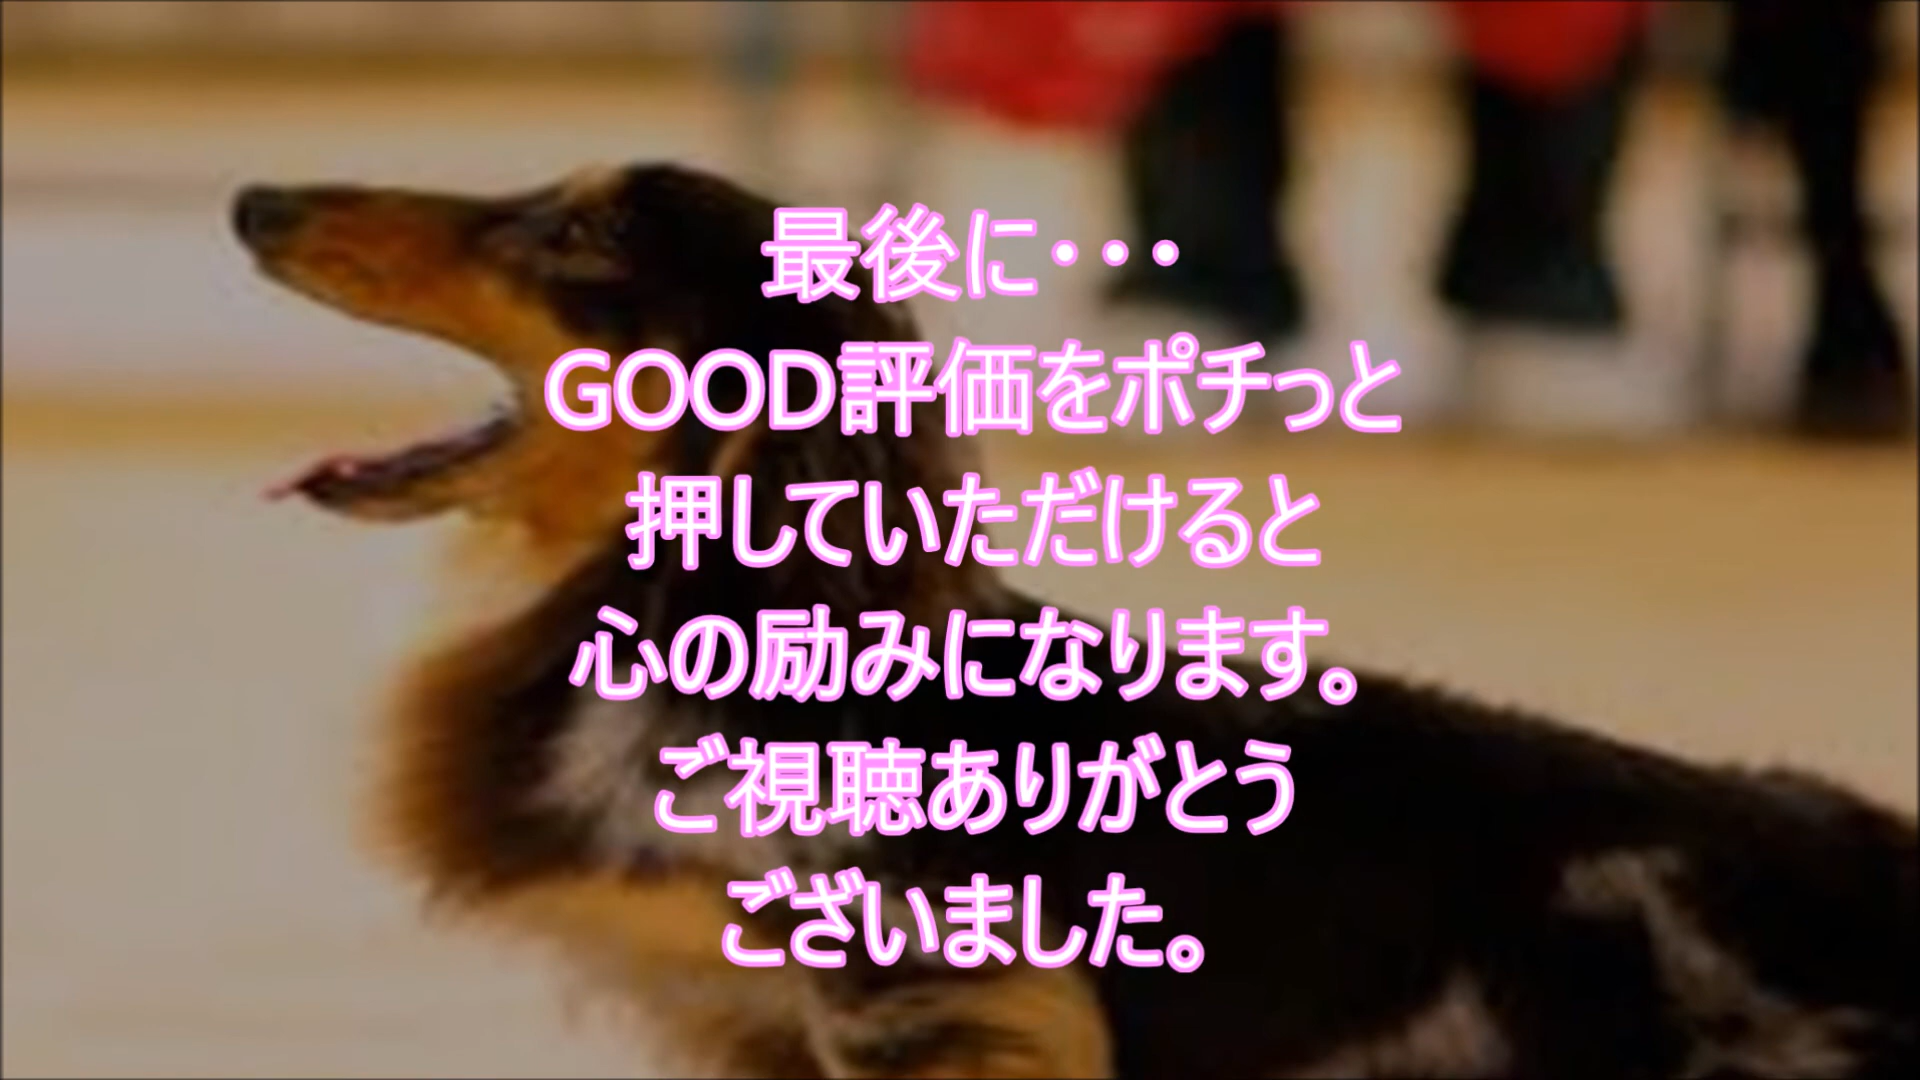 最後に・・・
GOOD評価をポチっと
押していただけると
心の励みになります。
ご視聴ありがとう
ございました。